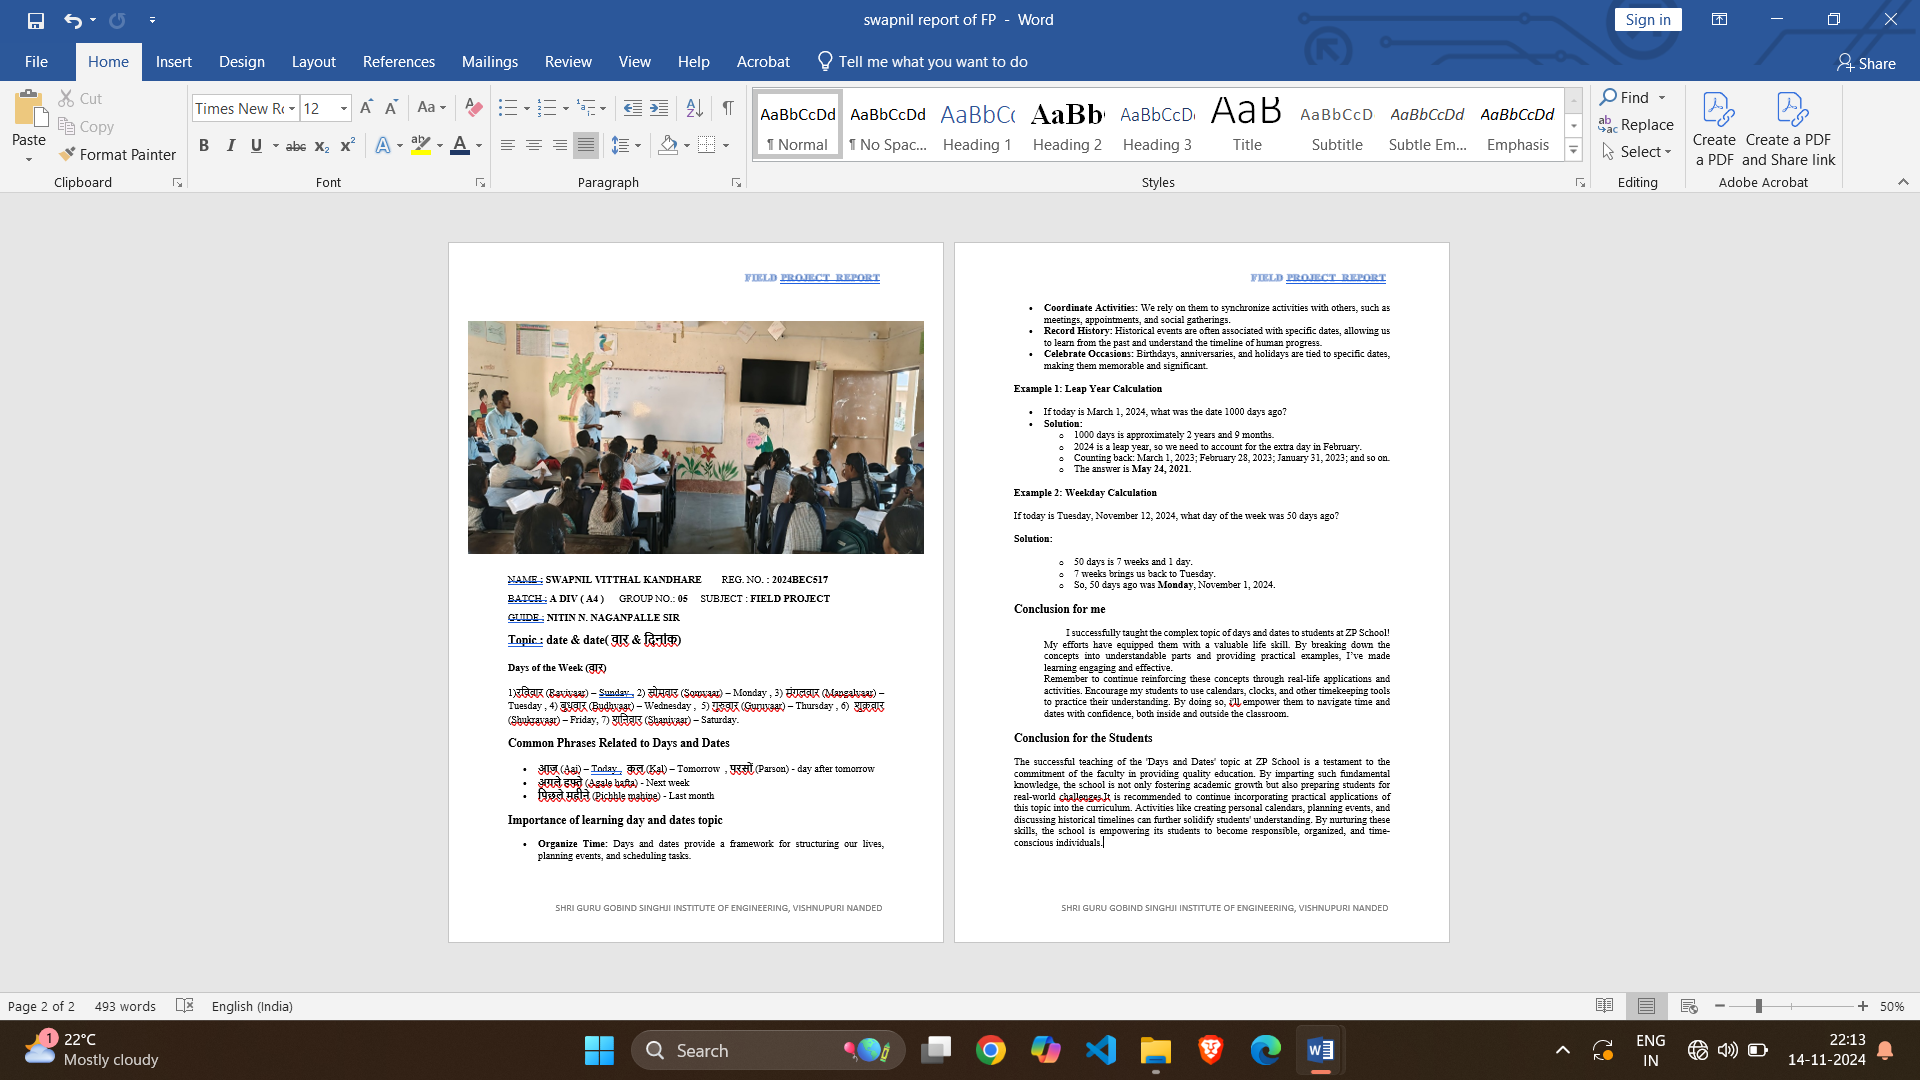 swapnil report of FP - Word
Sign in
File Home Insert Design Layout References Mailings Review View Help Acrobat Tell me what you want to do Share
Paste Cut Copy Format Painter
Times New Ro 12
Find Replace Select
AaBbCcDd AaBbCcDd AaBbCc AaBb AaBbCcD AaB AaBbCcD AaBbCcDd AaBbCcDd
¶ Normal ¶ No Spac... Heading 1 Heading 2 Heading 3 Title Subtitle Subtle Em... Emphasis
Create a PDF Create a PDF and Share link
Clipboard Font Paragraph Styles Editing Adobe Acrobat
FIELD PROJECT REPORT
NAME : SWAPNIL VITTHAL KANDHARE REG. NO. : 2024BEC517
BATCH : A DIV ( A4 ) GROUP NO.: 05 SUBJECT : FIELD PROJECT
GUIDE : NITIN N. NAGANPALLE SIR
Topic : date & date( वार & दिनांक)
Days of the Week (वार)
1)रविवार (Ravivaar) – Sunday , 2) सोमवार (Somvaar) – Monday , 3) मंगलवार (Mangalvaar) –
Tuesday , 4) बुधवार (Budhvaar) – Wednesday , 5) गुरुवार (Guruvaar) – Thursday , 6) शुक्रवार
(Shukravaar) – Friday, 7) शनिवार (Shanivaar) – Saturday.
Common Phrases Related to Days and Dates
• आज (Aaj) – Today , कल (Kal) – Tomorrow , परसों (Parson) - day after tomorrow
• अगले हफ्ते (Agale hafta) - Next week
• पिछले महीने (Pichhle mahine) - Last month
Importance of learning day and dates topic
• Organize Time: Days and dates provide a framework for structuring our lives,
planning events, and scheduling tasks.
SHRI GURU GOBIND SINGHJI INSTITUTE OF ENGINEERING, VISHNUPURI NANDED
FIELD PROJECT REPORT
• Coordinate Activities: We rely on them to synchronize activities with others, such as
meetings, appointments, and social gatherings.
• Record History: Historical events are often associated with specific dates, allowing us
to learn from the past and understand the timeline of human progress.
• Celebrate Occasions: Birthdays, anniversaries, and holidays are tied to specific dates,
making them memorable and significant.
Example 1: Leap Year Calculation
• If today is March 1, 2024, what was the date 1000 days ago?
• Solution:
o 1000 days is approximately 2 years and 9 months.
o 2024 is a leap year, so we need to account for the extra day in February.
o Counting back: March 1, 2023; February 28, 2023; January 31, 2023; and so on.
o The answer is May 24, 2021.
Example 2: Weekday Calculation
If today is Tuesday, November 12, 2024, what day of the week was 50 days ago?
Solution:
o 50 days is 7 weeks and 1 day.
o 7 weeks brings us back to Tuesday.
o So, 50 days ago was Monday, November 1, 2024.
Conclusion for me
I successfully taught the complex topic of days and dates to students at ZP School!
My efforts have equipped them with a valuable life skill. By breaking down the
concepts into understandable parts and providing practical examples, I've made
learning engaging and effective.
Remember to continue reinforcing these concepts through real-life applications and
activities. Encourage my students to use calendars, clocks, and other timekeeping tools
to practice their understanding. By doing so, i'll empower them to navigate time and
dates with confidence, both inside and outside the classroom.
Conclusion for the Students
The successful teaching of the 'Days and Dates' topic at ZP School is a testament to the
commitment of the faculty in providing quality education. By imparting such fundamental
knowledge, the school is not only fostering academic growth but also preparing students for
real-world challenges.It is recommended to continue incorporating practical applications of
this topic into the curriculum. Activities like creating personal calendars, planning events, and
discussing historical timelines can further solidify students' understanding. By nurturing these
skills, the school is empowering its students to become responsible, organized, and time-
conscious individuals.
SHRI GURU GOBIND SINGHJI INSTITUTE OF ENGINEERING, VISHNUPURI NANDED
Page 2 of 2 493 words English (India) 50%
1 22°C
Mostly cloudy
Search
ENG
IN
22:13
14-11-2024